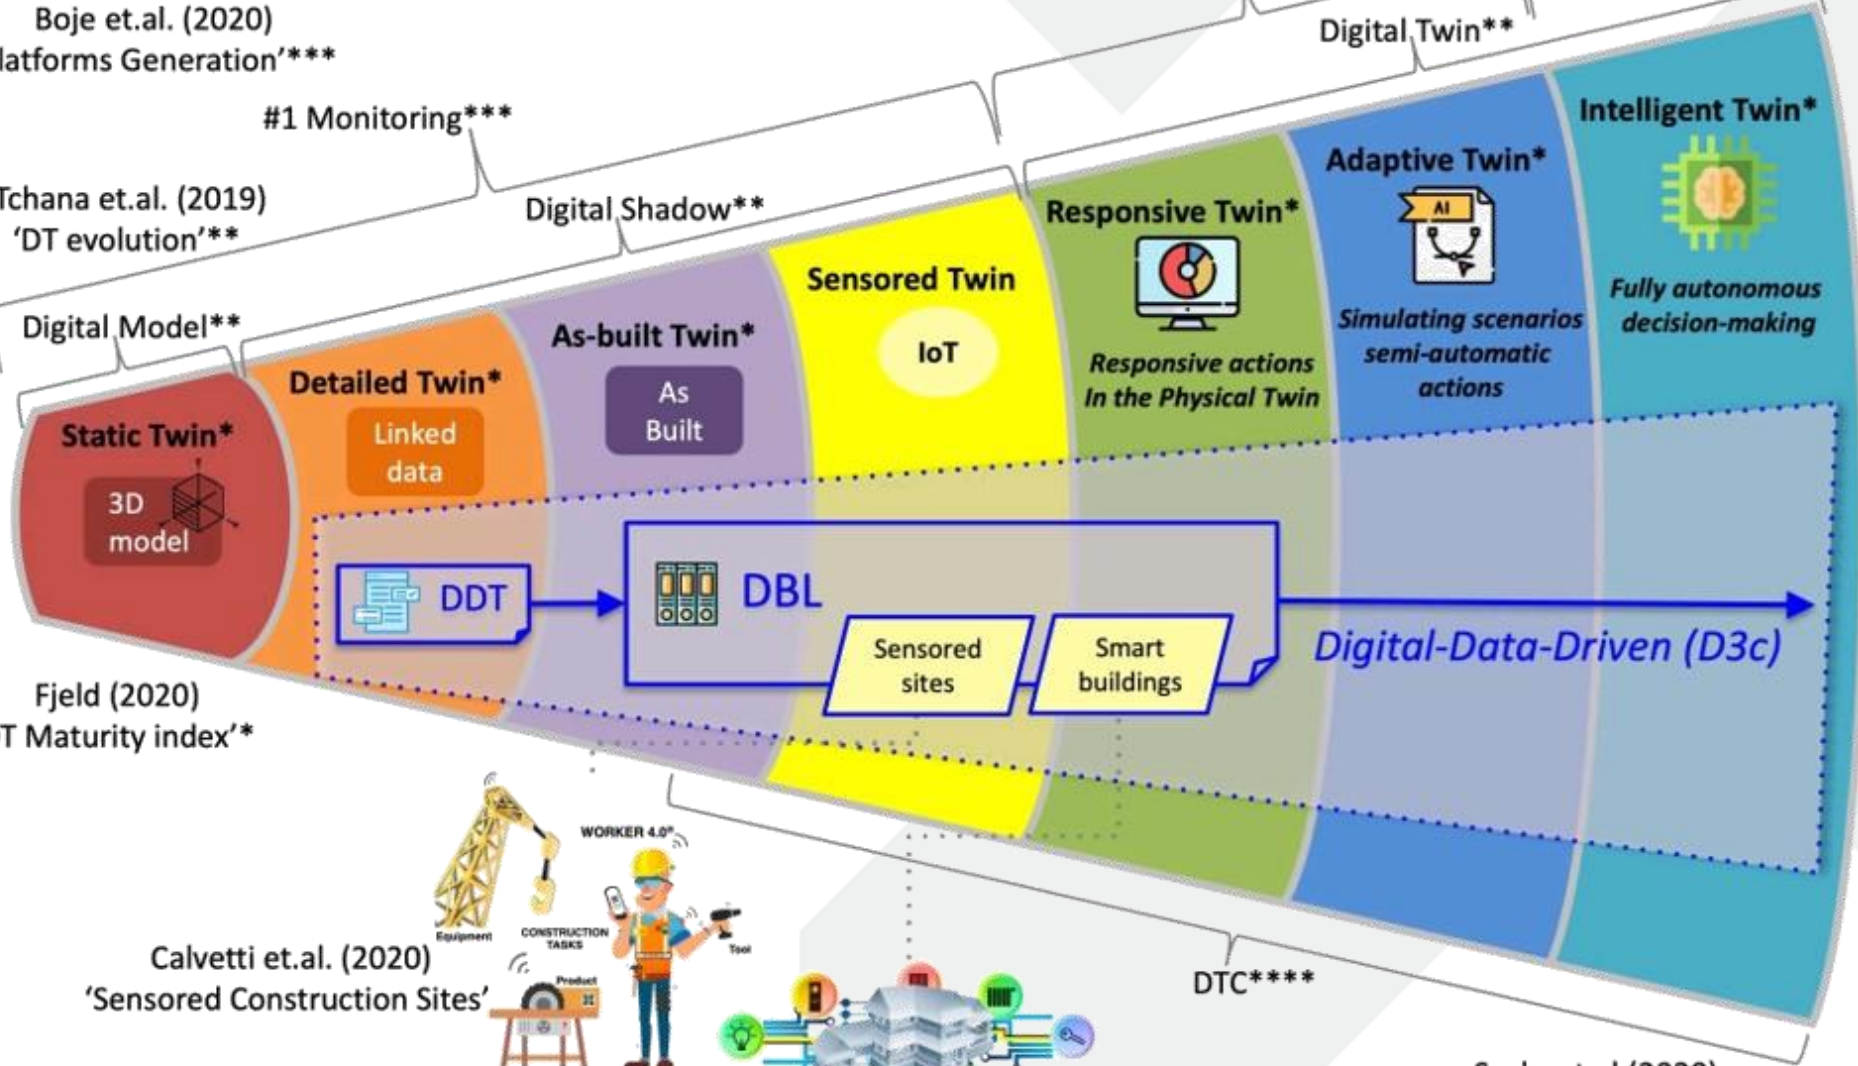 Boje et.al. (2020)
latforms Generation'***
Digital Twin**
#1 Monitoring***
Tchana et.al. (2019)
'DT evolution'**
Digital Shadow**
Digital Model**
Static Twin*
3D
model
Detailed Twin*
Linked
data
As-built Twin*
As
Built
Sensored Twin
IoT
Responsive Twin*
Responsive actions
In the Physical Twin
Adaptive Twin*
AI
Simulating scenarios
semi-automatic
actions
Intelligent Twin*
Fully autonomous
decision-making
DDT
DBL
Sensored
sites
Smart
buildings
Digital-Data-Driven (D3c)
Fjeld (2020)
T Maturity index'*
WORKER 4.0
Equipment
CONSTRUCTION
TASKS
Tool
Product
Calvetti et.al. (2020)
'Sensored Construction Sites'
DTC****